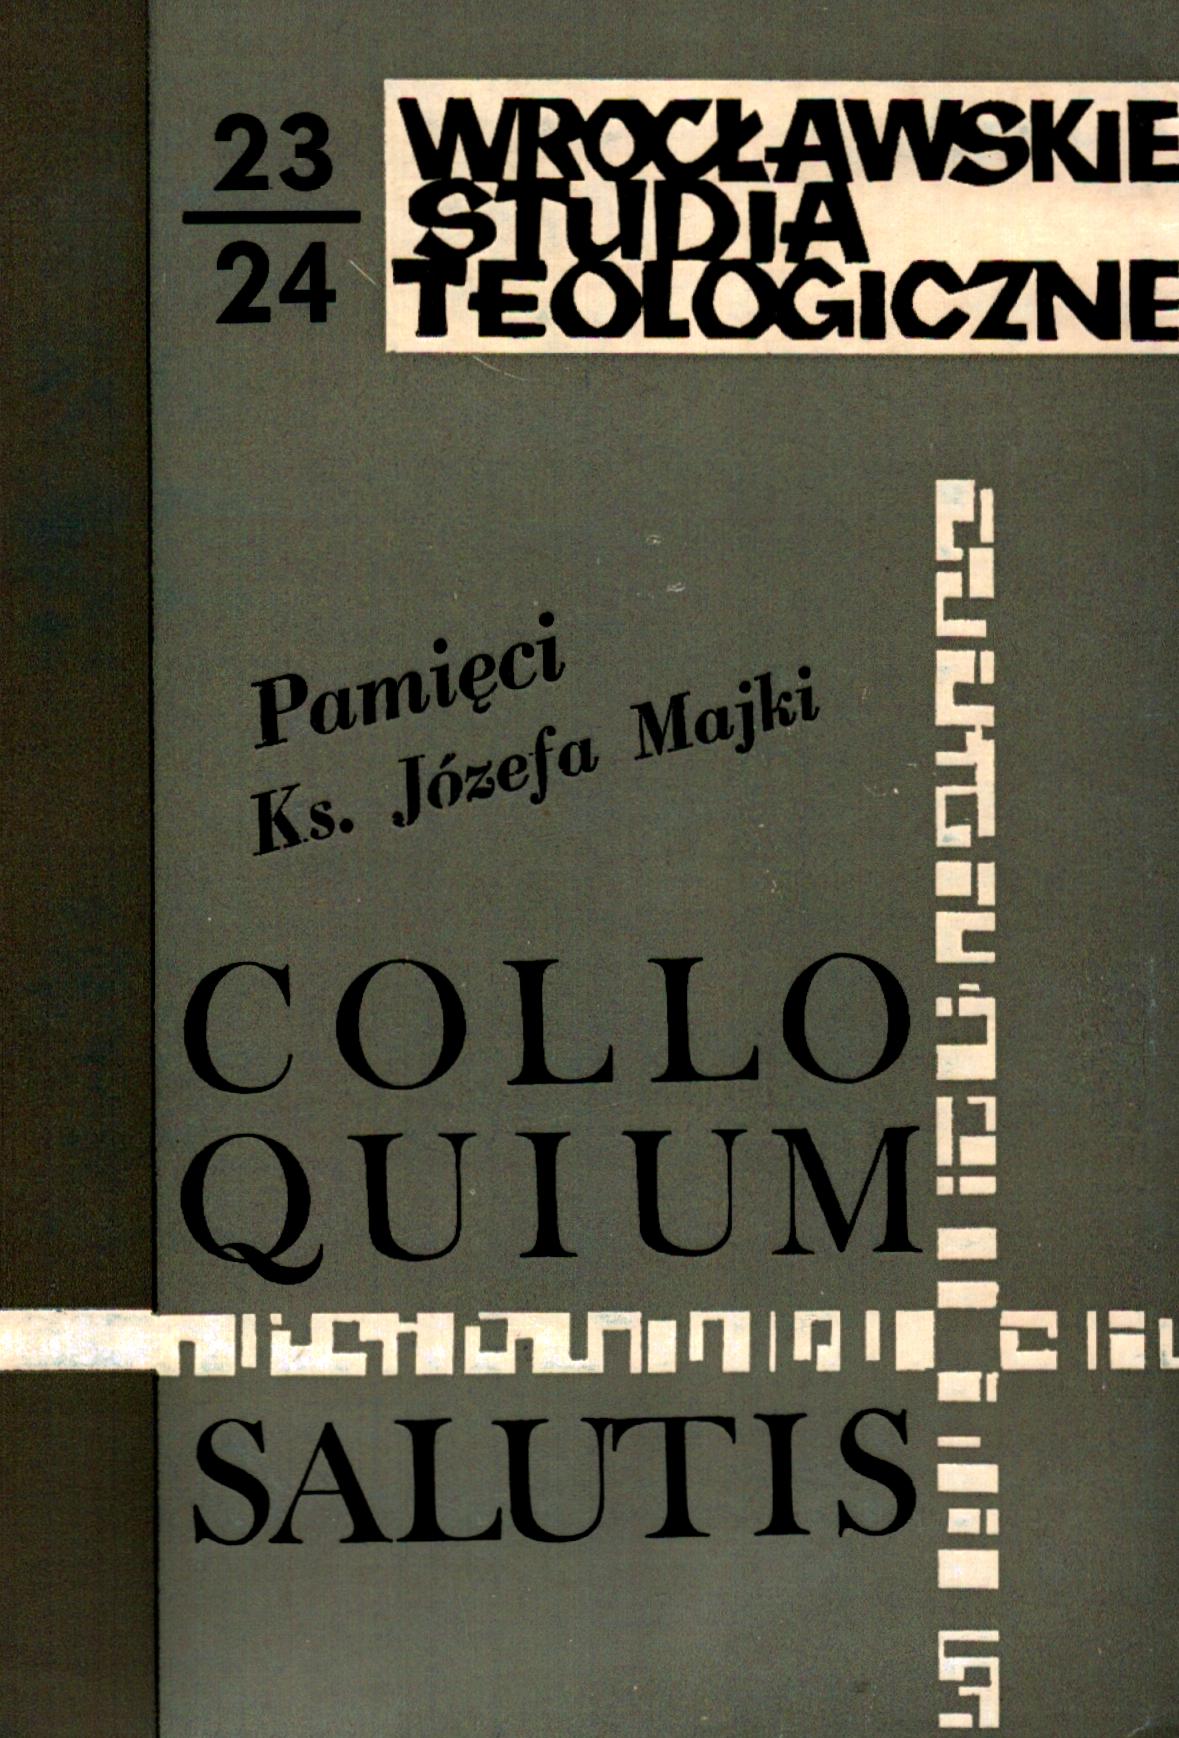 23
24
WROCŁAWSKIE
STUDIA
TEOLOGICZNE
Pamięci
Ks. Józefa Majki
COLLO
QUIUM
SALUTIS